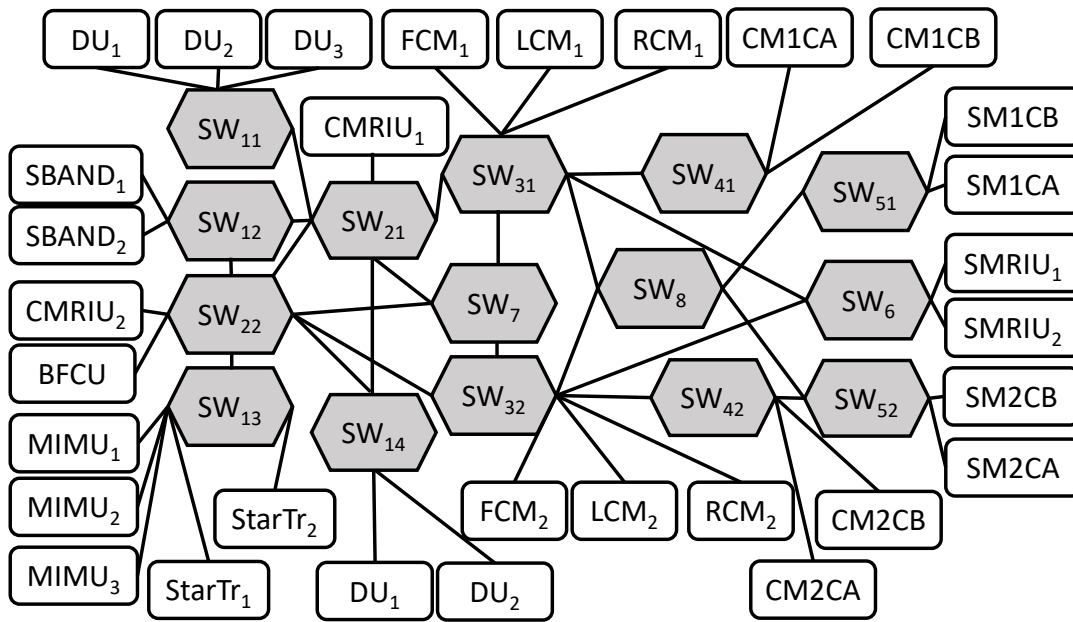 DU₁
DU₂
DU₃
FCM₁
LCM₁
RCM₁
CM1CA
CM1CB
SW₁₁
CMRIU₁
SW₃₁
SW₄₁
SW₅₁
SM1CB
SM1CA
SBAND₁
SBAND₂
SW₁₂
SW₂₁
CMRIU₂
BFCU
SW₂₂
SW₇
SW₈
SW₆
SMRIU₁
SMRIU₂
SW₁₃
SW₁₄
SW₃₂
SW₄₂
SW₅₂
SM2CB
SM2CA
MIMU₁
MIMU₂
MIMU₃
StarTr₂
StarTr₁
FCM₂
LCM₂
RCM₂
CM2CB
DU₁
DU₂
CM2CA